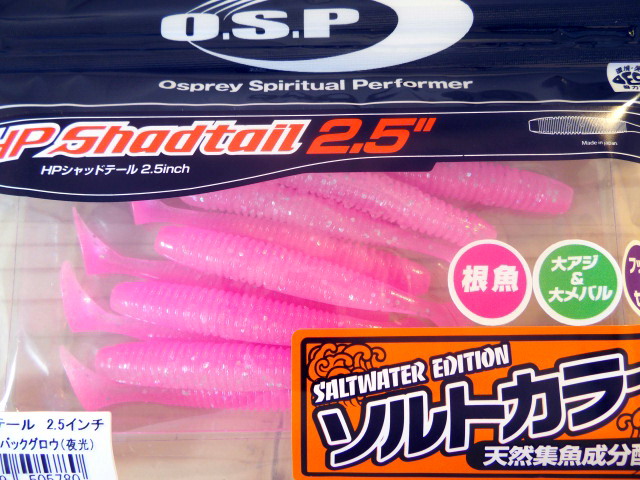 O.S.P
Osprey Spiritual Performer
HP Shadtail 2.5"
HPシャッドテール 2.5inch
Made in Japan
根魚
大アジ
&
大メバル
SALTWATER EDITION
ソルトカラー
天然集魚成分配
テール 2.5インチ
バックグロウ(夜光)
505780